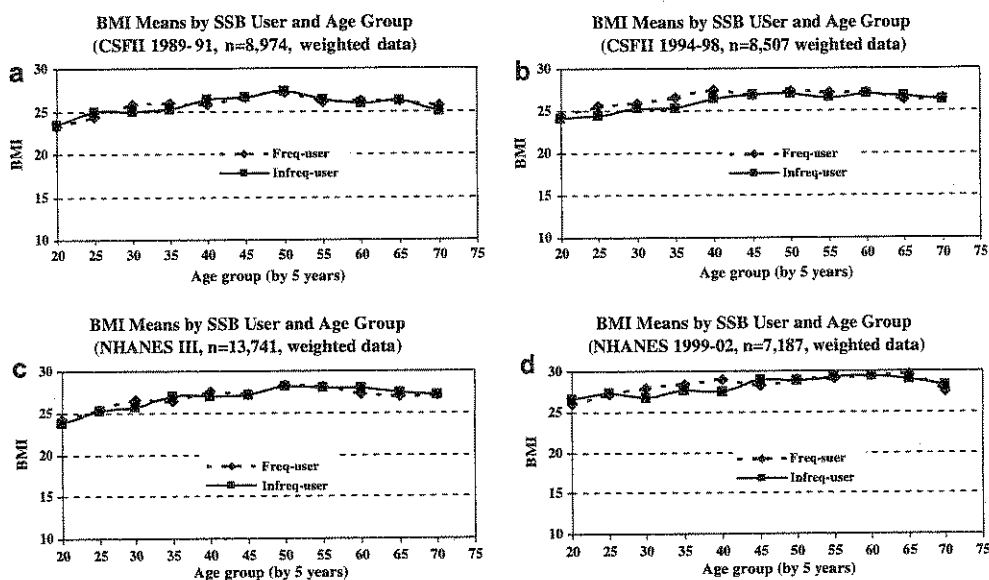 BMI Means by SSB User and Age Group
(CSFII 1989-91, n=8,974, weighted data)
a
30
25
20
15
10
BMI
Freq-user
Infreq-user
20 25 30 35 40 45 50 55 60 65 70 75
Age group (by 5 years)
BMI Means by SSB USer and Age Group
(CSFII 1994-98, n=8,507 weighted data)
b
30
25
20
15
10
BMI
Freq-user
Infreq-user
20 25 30 35 40 45 50 55 60 65 70 75
Age group (by 5 years)
BMI Means by SSB User and Age Group
(NHANES III, n=13,741, weighted data)
c
30
25
20
15
10
BMI
Freq-user
Infreq-user
20 25 30 35 40 45 50 55 60 65 70 75
Age group (by 5 years)
BMI Means by SSB User and Age Group
(NHANES 1999-02, n=7,187, weighted data)
d
30
25
20
15
10
BMI
Freq-suer
Infreq-user
20 25 30 35 40 45 50 55 60 65 70 75
Age group (by 5 years)